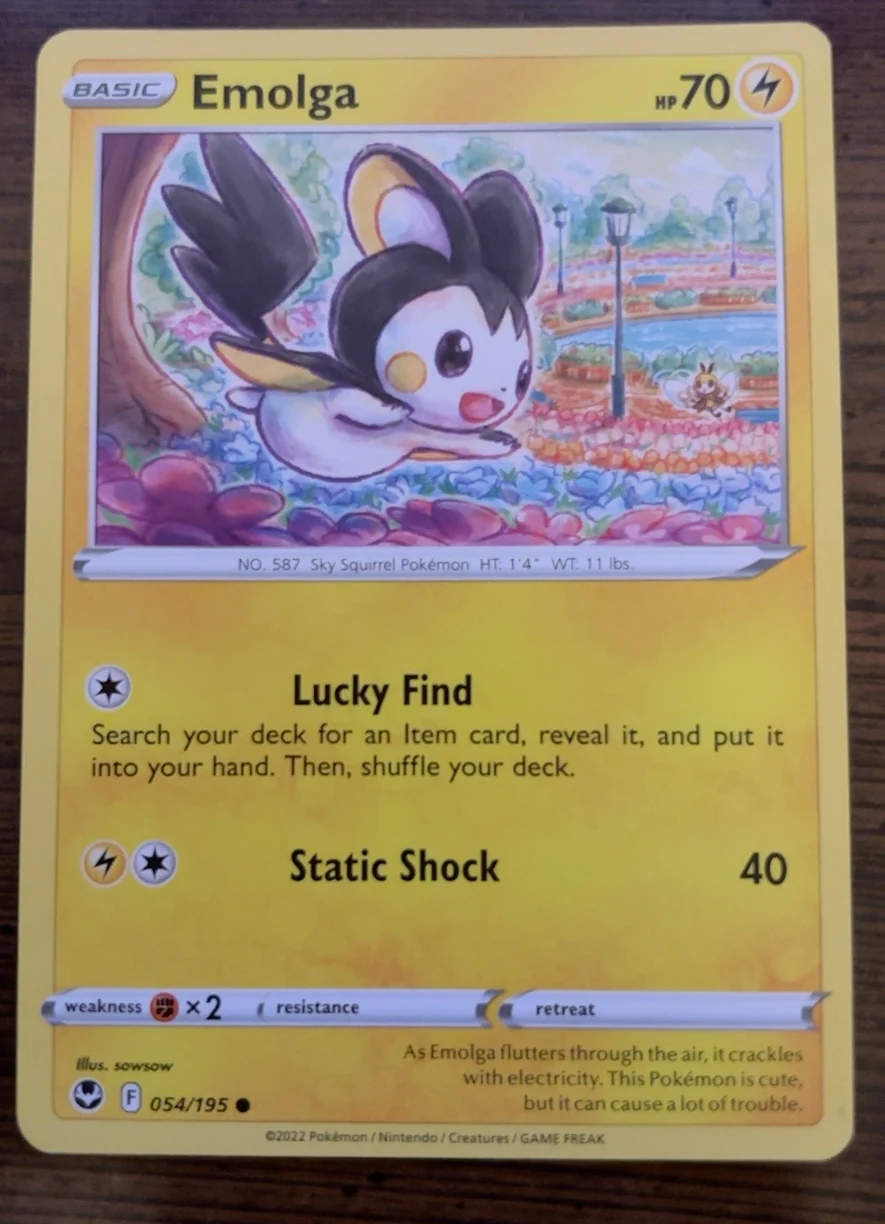 BASIC Emolga HP 70
NO. 587 Sky Squirrel Pokémon HT: 1'4" WT: 11 lbs.
Lucky Find
Search your deck for an Item card, reveal it, and put it
into your hand. Then, shuffle your deck.
Static Shock 40
weakness ×2 resistance retreat
Illus. sowsow
As Emolga flutters through the air, it crackles
with electricity. This Pokémon is cute,
but it can cause a lot of trouble.
F 054/195
©2022 Pokémon / Nintendo / Creatures / GAME FREAK